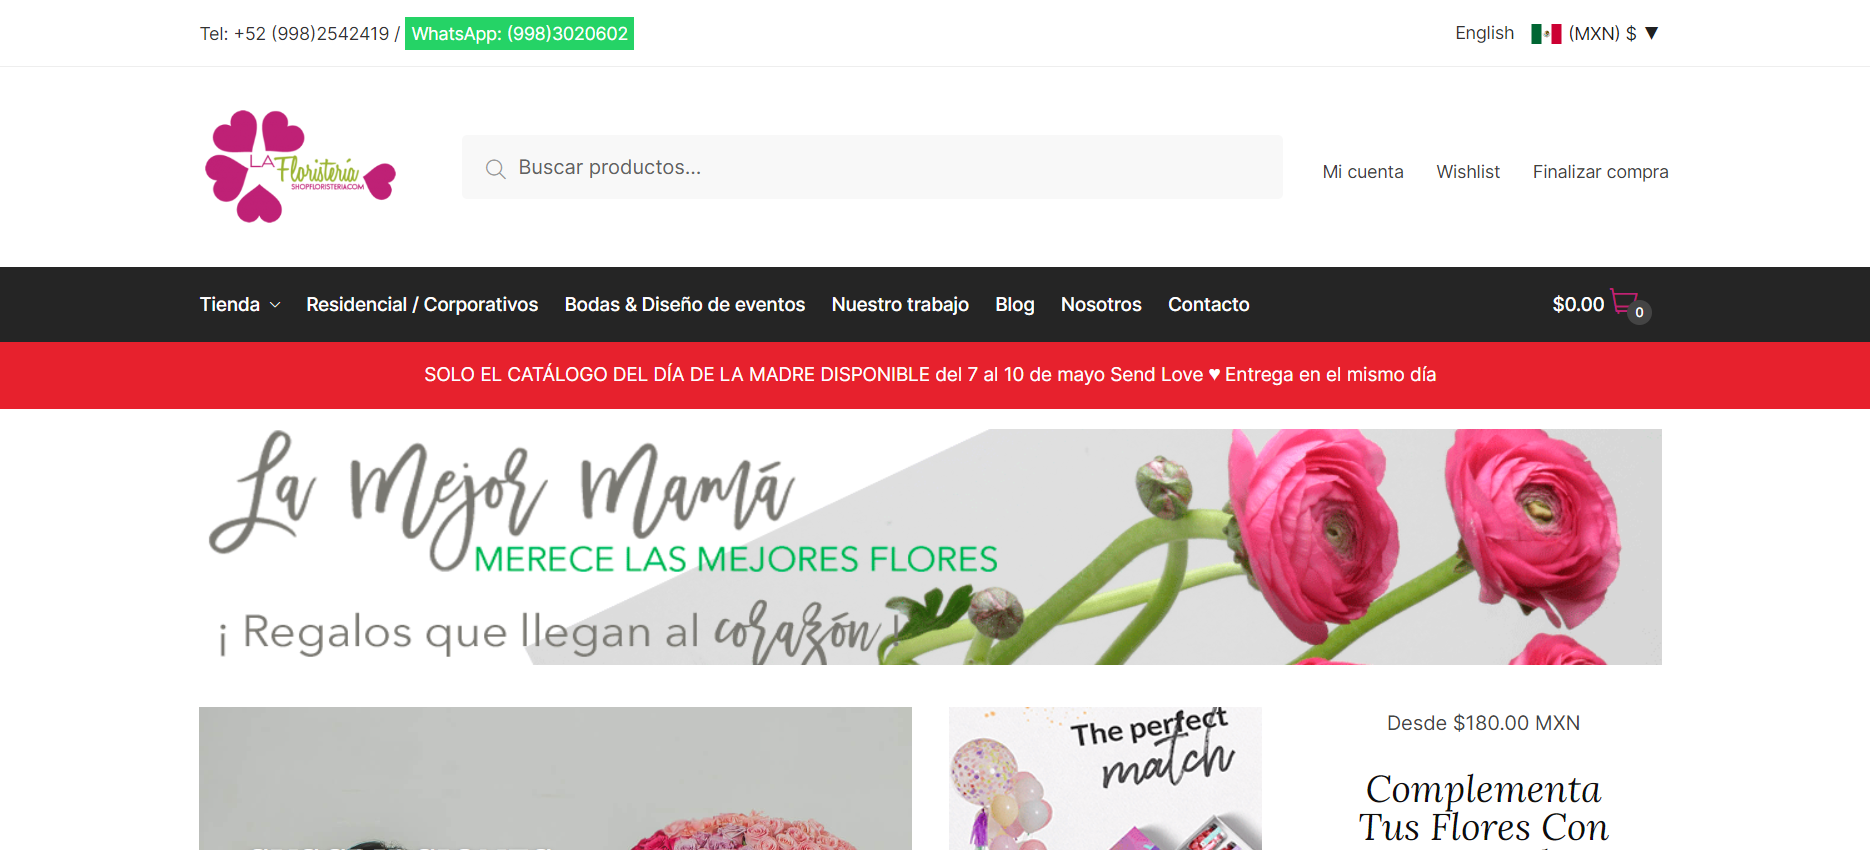 Tel: +52 (998)2542419 / WhatsApp: (998)3020602
English (MXN) $ ▼
LA Floristería
SHOPFLORISTERIA.COM
Buscar productos...
Mi cuenta Wishlist Finalizar compra
Tienda Residencial / Corporativos Bodas & Diseño de eventos Nuestro trabajo Blog Nosotros Contacto $0.00 0
SOLO EL CATÁLOGO DEL DÍA DE LA MADRE DISPONIBLE del 7 al 10 de mayo Send Love ♥ Entrega en el mismo día
La Mejor Mamá
MERECE LAS MEJORES FLORES
¡ Regalos que llegan al corazón !
The perfect
match
Desde $180.00 MXN
Complementa
Tus Flores Con